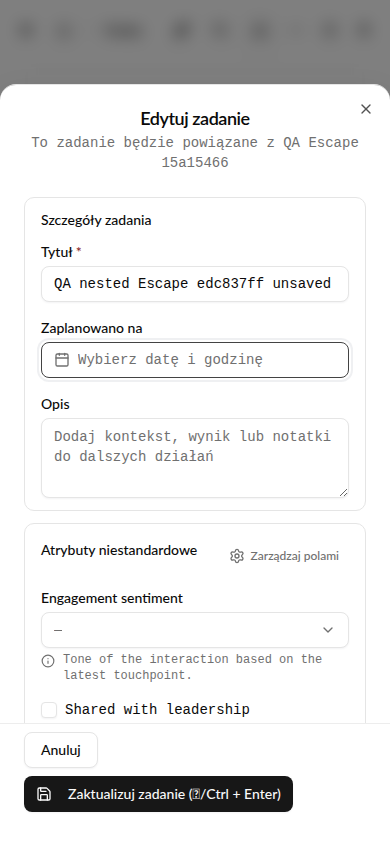 Edytuj zadanie
To zadanie będzie powiązane z QA Escape
15a15466
Szczegóły zadania
Tytuł *
QA nested Escape edc837ff unsaved
Zaplanowano na
Wybierz datę i godzinę
Opis
Dodaj kontekst, wynik lub notatki
do dalszych działań
Atrybuty niestandardowe
Zarządzaj polami
Engagement sentiment
—
Tone of the interaction based on the
latest touchpoint.
Shared with leadership
Anuluj
Zaktualizuj zadanie (/Ctrl + Enter)